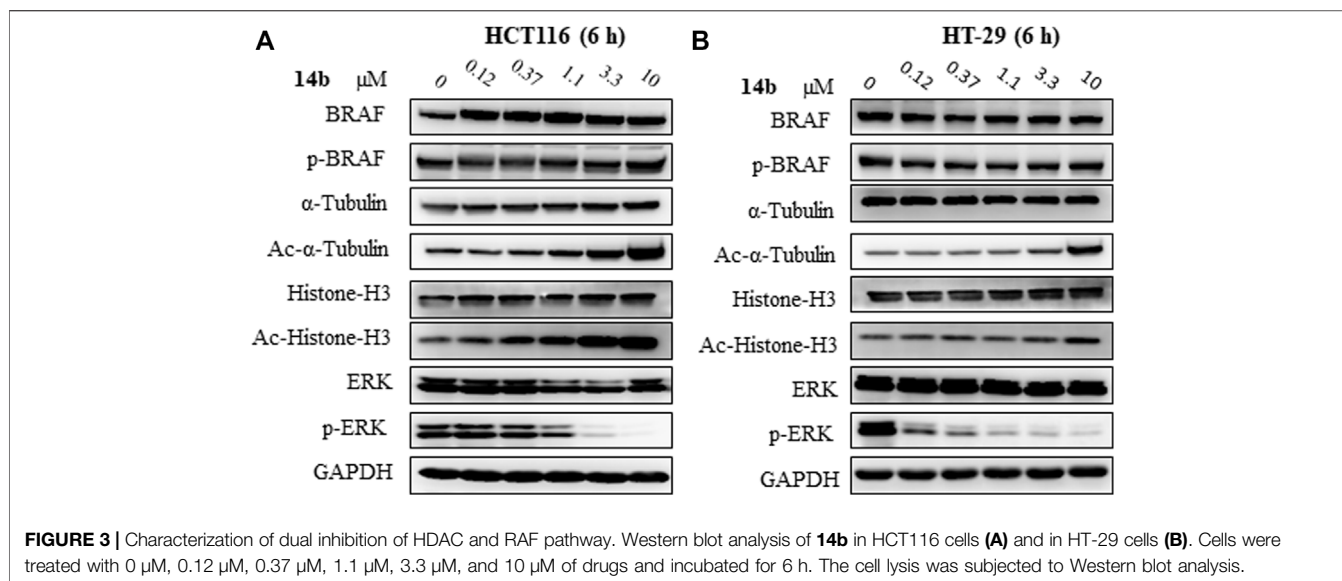 A
HCT116 (6 h)
14b μM 0 0.12 0.37 1.1 3.3 10
BRAF
p-BRAF
α-Tubulin
Ac-α-Tubulin
Histone-H3
Ac-Histone-H3
ERK
p-ERK
GAPDH
B
HT-29 (6 h)
14b μM 0 0.12 0.37 1.1 3.3 10
BRAF
p-BRAF
α-Tubulin
Ac-α-Tubulin
Histone-H3
Ac-Histone-H3
ERK
p-ERK
GAPDH
FIGURE 3 | Characterization of dual inhibition of HDAC and RAF pathway. Western blot analysis of 14b in HCT116 cells (A) and in HT-29 cells (B). Cells were
treated with 0 μM, 0.12 μM, 0.37 μM, 1.1 μM, 3.3 μM, and 10 μM of drugs and incubated for 6 h. The cell lysis was subjected to Western blot analysis.